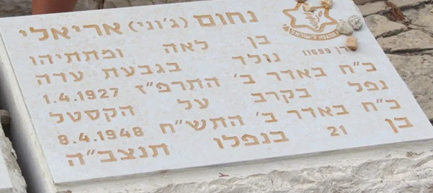 נחום (ג'וני) אריאלי
בן לאה ומתתיהו
נולד בגבעת עדה
כ"ח באדר ב' התרפ"ז 1.4.1927
נפל בקרב על הקסטל
כ"ח באדר ב' התש"ח 8.4.1948
בן 21 בנפלו תנצב"ה